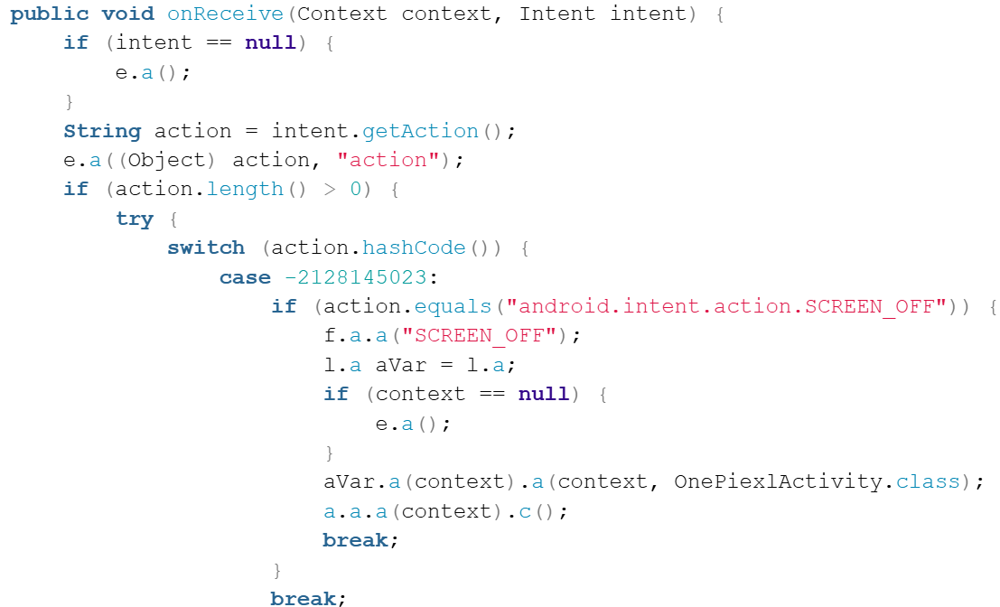 public void onReceive(Context context, Intent intent) {
    if (intent == null) {
        e.a();
    }
    String action = intent.getAction();
    e.a((Object) action, "action");
    if (action.length() > 0) {
        try {
            switch (action.hashCode()) {
                case -2128145023:
                    if (action.equals("android.intent.action.SCREEN_OFF")) {
                        f.a.a("SCREEN_OFF");
                        l.a aVar = l.a;
                        if (context == null) {
                            e.a();
                        }
                        aVar.a(context).a(context, OnePiexlActivity.class);
                        a.a.a(context).c();
                        break;
                    }
                    break;